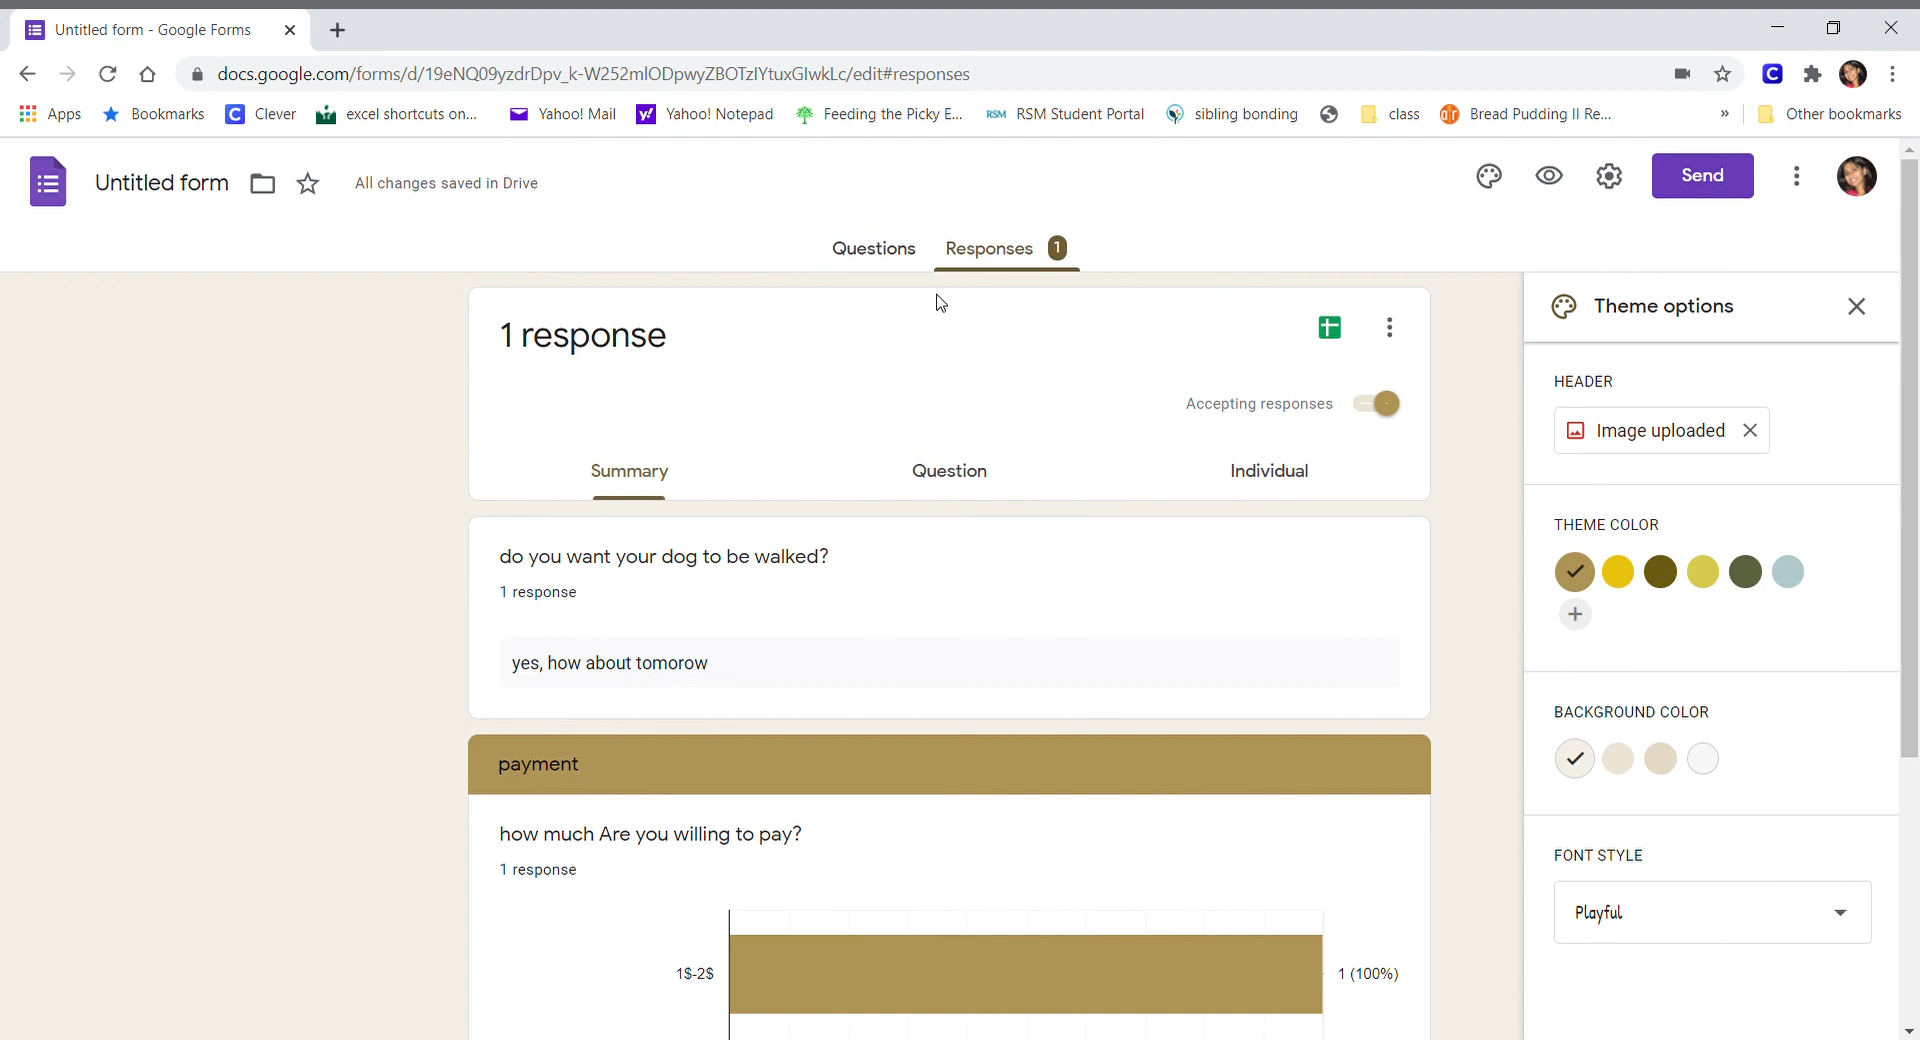 Untitled form - Google Forms
docs.google.com/forms/d/19eNQ09yzdrDpv_k-W252mlODpwyZBOTzIYtuxGlwkLc/edit#responses
Apps Bookmarks Clever excel shortcuts on... Yahoo! Mail Yahoo! Notepad Feeding the Picky E... RSM Student Portal sibling bonding class Bread Pudding II Re... » Other bookmarks
Untitled form All changes saved in Drive Send
Questions Responses 1
1 response
Accepting responses
Summary Question Individual
do you want your dog to be walked?
1 response
yes, how about tomorow
payment
how much Are you willing to pay?
1 response
1$-2$ 1 (100%)
Theme options
HEADER
Image uploaded
THEME COLOR
BACKGROUND COLOR
FONT STYLE
Playful